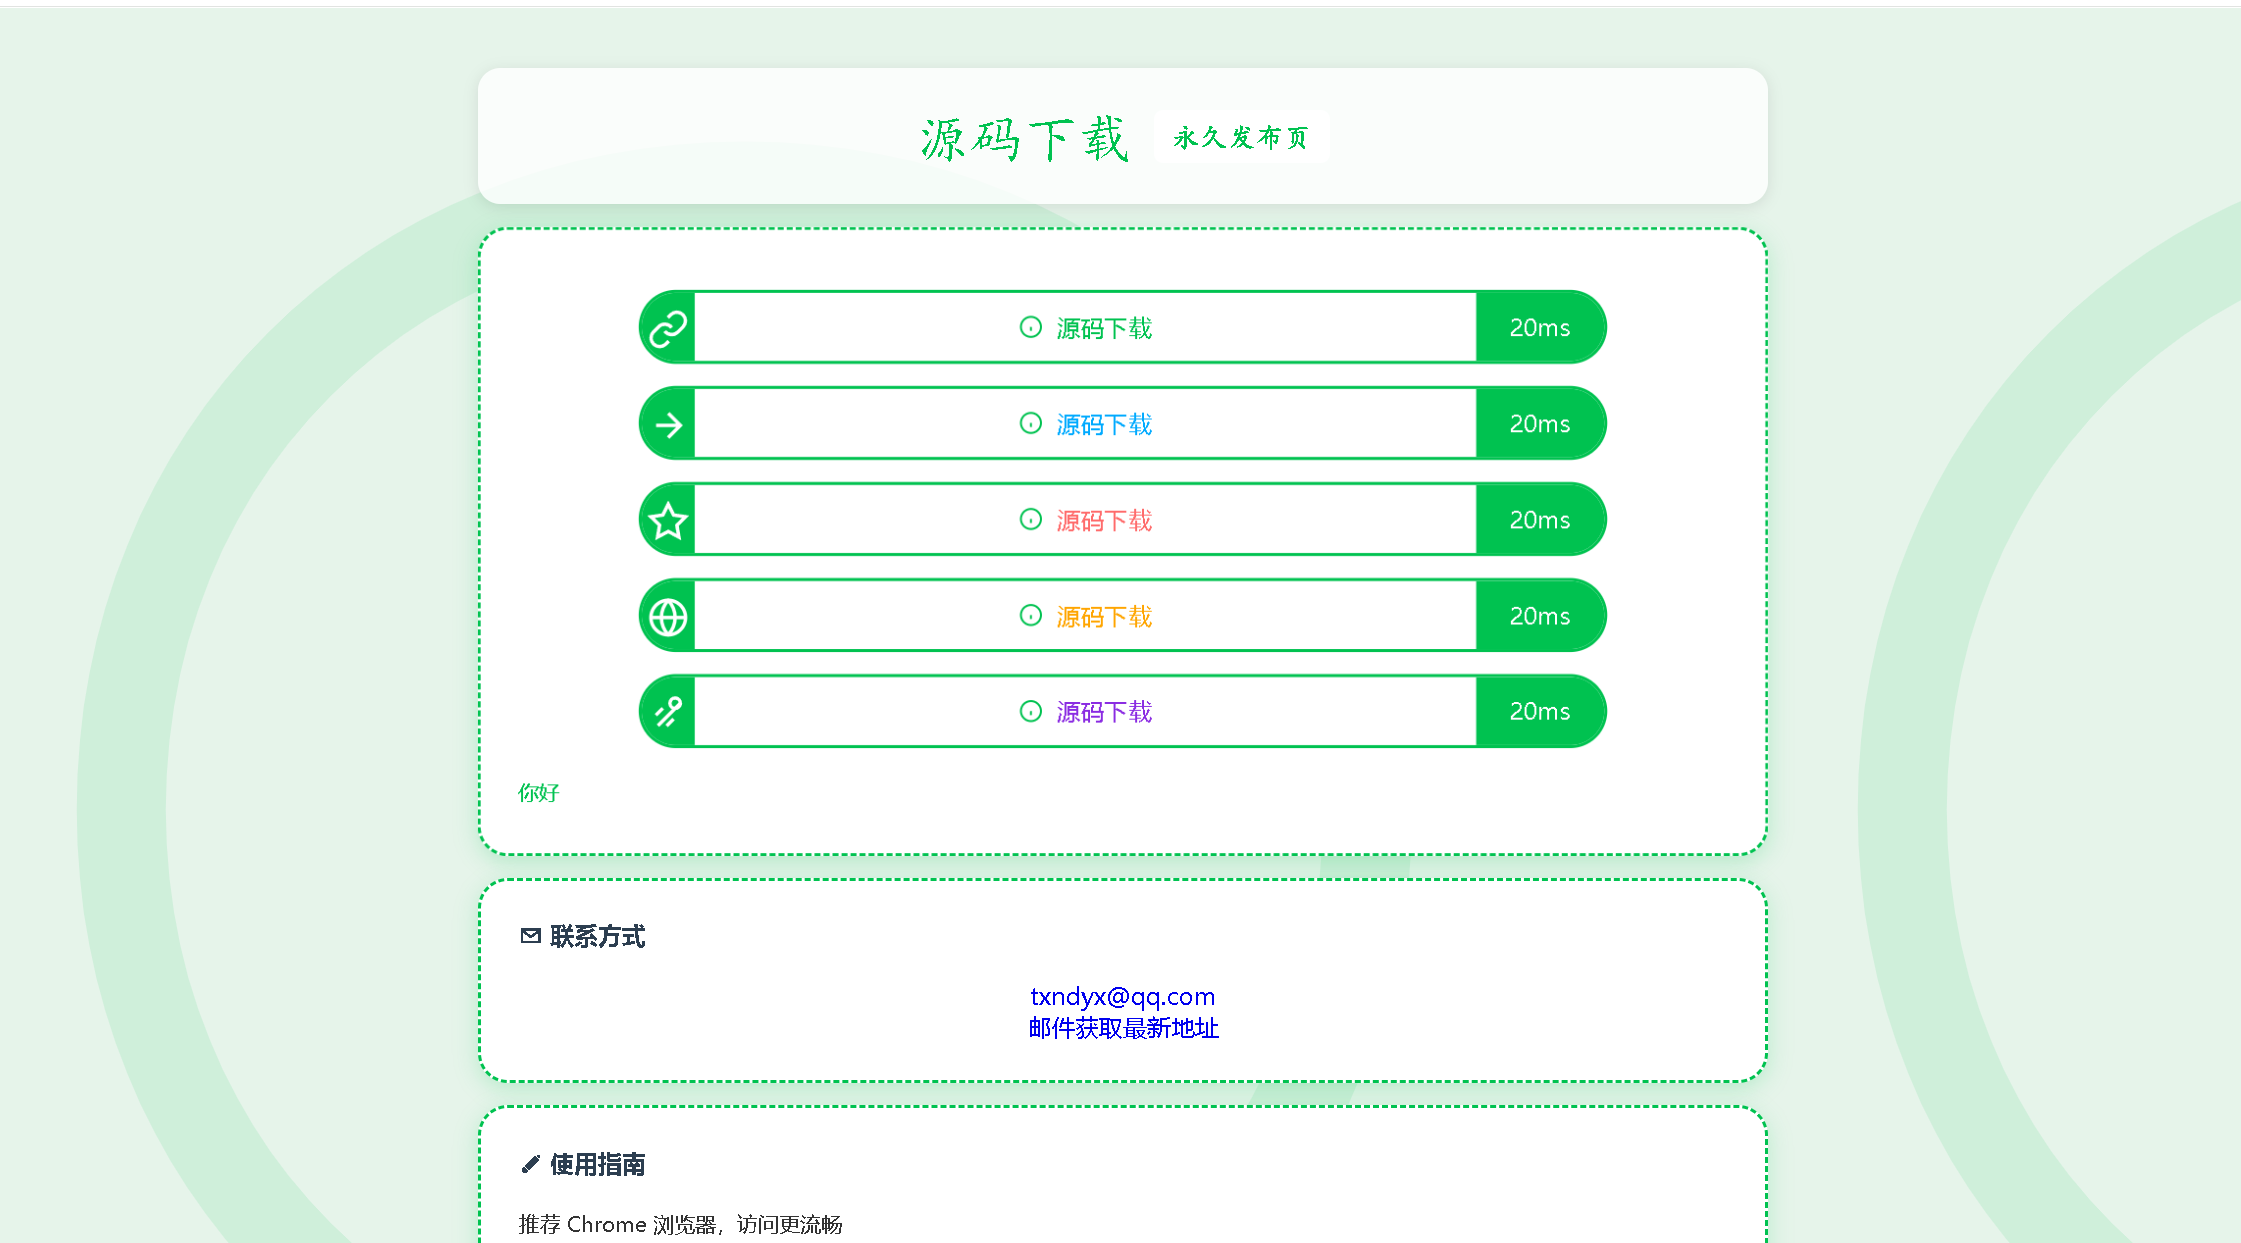 源码下载 永久发布页
源码下载 20ms
源码下载 20ms
源码下载 20ms
源码下载 20ms
源码下载 20ms
你好
联系方式
txndyx@qq.com
邮件获取最新地址
使用指南
推荐 Chrome 浏览器，访问更流畅